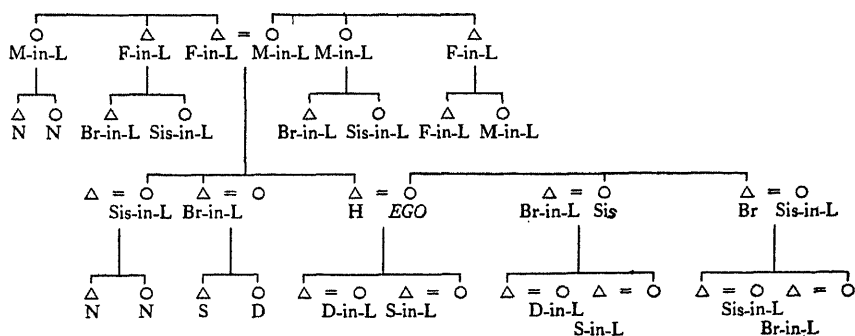 M-in-L F-in-L F-in-L M-in-L M-in-L F-in-L
N N Br-in-L Sis-in-L Br-in-L Sis-in-L F-in-L M-in-L
Sis-in-L Br-in-L H EGO Br-in-L Sis Br Sis-in-L
N N S D D-in-L S-in-L D-in-L Sis-in-L
S-in-L Br-in-L